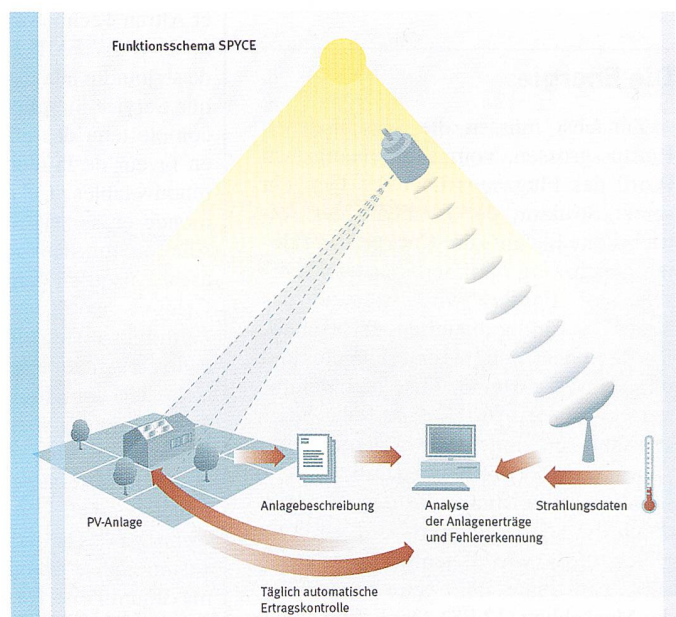 Funktionsschema SPYCE
PV-Anlage
Anlagebeschreibung
Analyse
der Anlagenerträge
und Fehlererkennung
Strahlungsdaten
Täglich automatische
Ertragskontrolle